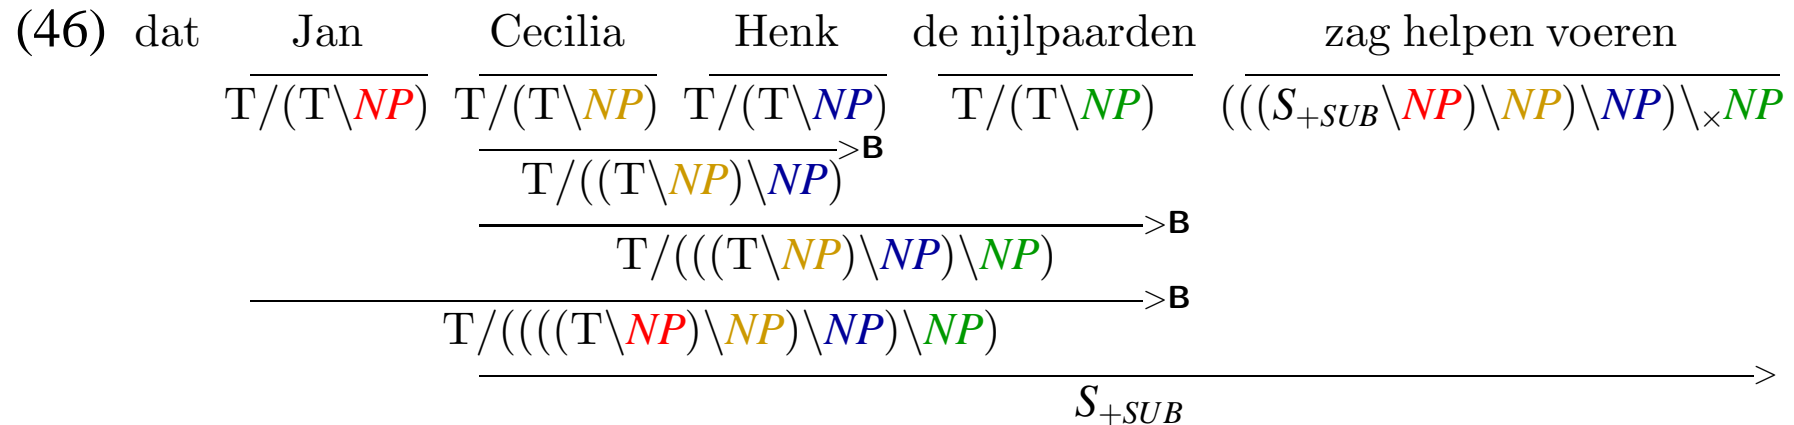 (46) dat Jan Cecilia Henk de nijlpaarden zag helpen voeren
T/(T\NP) T/(T\NP) T/(T\NP) T/(T\NP) (((S+SUB\NP)\NP)\NP)\×NP
>B
T/((T\NP)\NP)
>B
T/(((T\NP)\NP)\NP)
>B
T/((((T\NP)\NP)\NP)\NP)
>
S+SUB